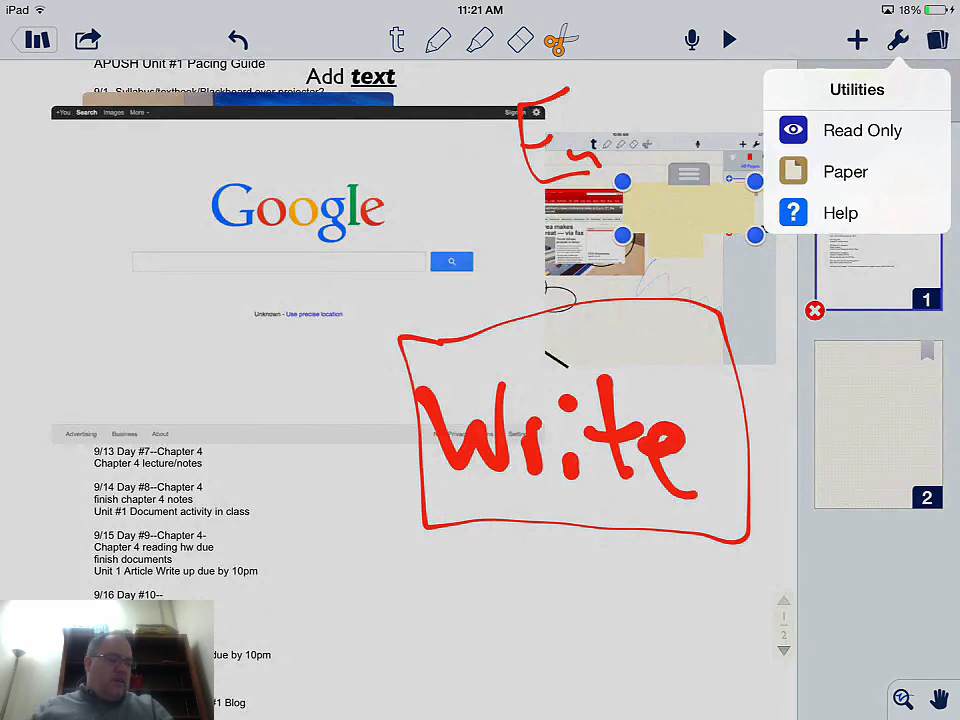 iPad 11:21 AM 18%
t
APUSH Unit #1 Pacing Guide
Add text
9/1 Syllabus/textbook/Blackboard over projector?
+You Search Images More
Google
Unknown - Use precise location
Advertising Business About
Write
9/13 Day #7--Chapter 4
Chapter 4 lecture/notes
9/14 Day #8--Chapter 4
finish chapter 4 notes
Unit #1 Document activity in class
9/15 Day #9--Chapter 4-
Chapter 4 reading hw due
finish documents
Unit 1 Article Write up due by 10pm
9/16 Day #10--
due by 10pm
#1 Blog
Utilities
Read Only
Paper
? Help
1
2
1
2